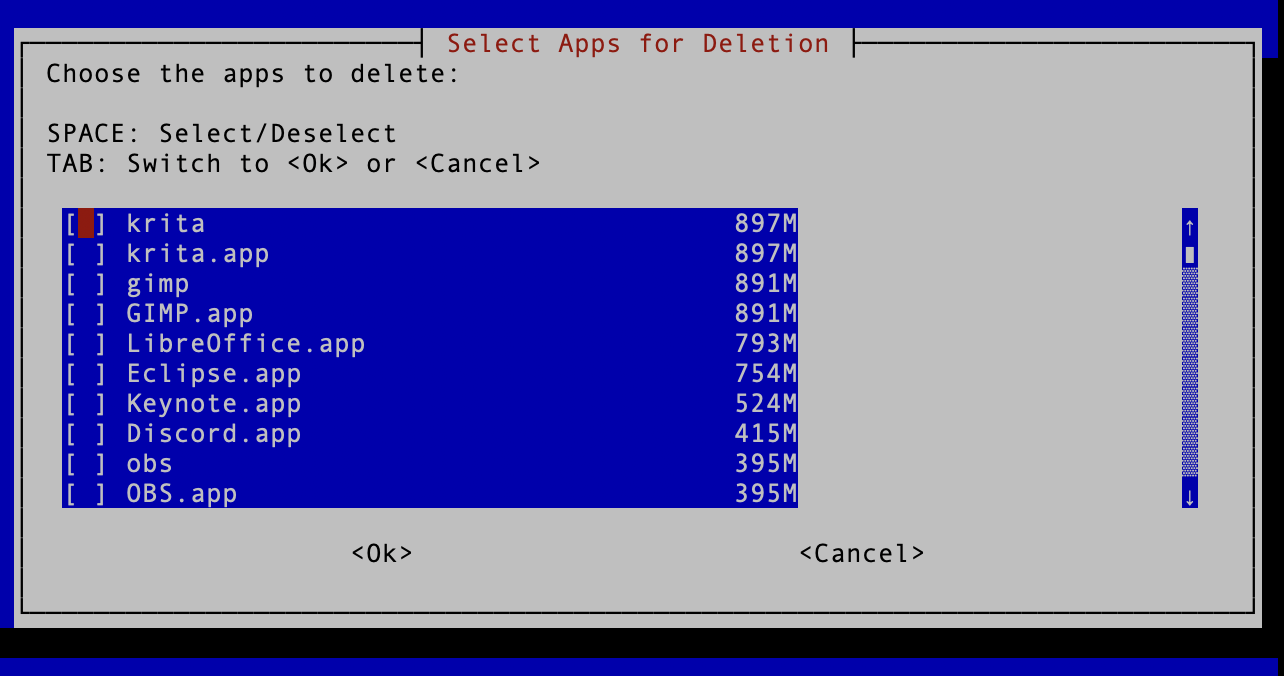 Select Apps for Deletion
Choose the apps to delete:
SPACE: Select/Deselect
TAB: Switch to <Ok> or <Cancel>
[ ] krita 897M
[ ] krita.app 897M
[ ] gimp 891M
[ ] GIMP.app 891M
[ ] LibreOffice.app 793M
[ ] Eclipse.app 754M
[ ] Keynote.app 524M
[ ] Discord.app 415M
[ ] obs 395M
[ ] OBS.app 395M
<Ok> <Cancel>